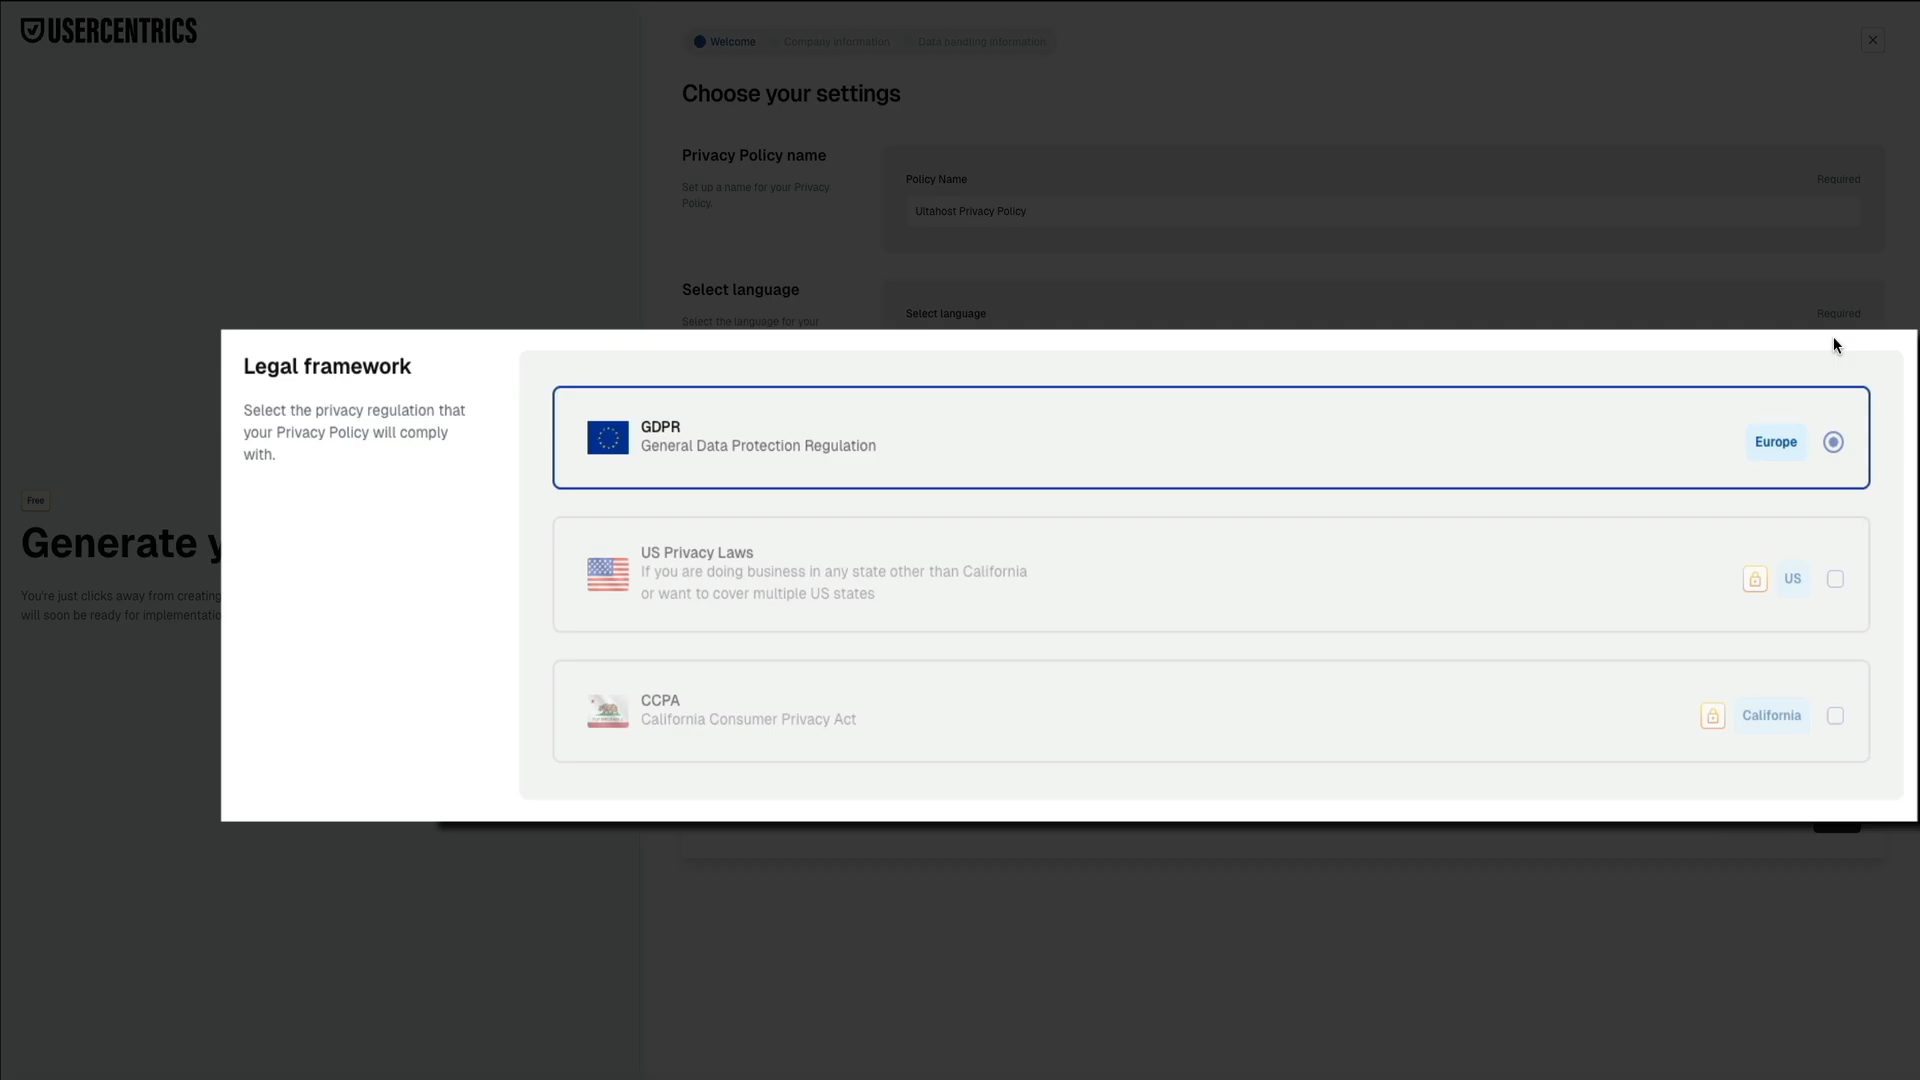 USERCENTRICS
Welcome
Company information
Data handling information
Choose your settings
Privacy Policy name
Set up a name for your Privacy
Policy.
Policy Name
Required
Ultahost Privacy Policy
Select language
Select the language for your
Select language
Required
Legal framework
Select the privacy regulation that
your Privacy Policy will comply
with.
GDPR
General Data Protection Regulation
Europe
US Privacy Laws
If you are doing business in any state other than California
or want to cover multiple US states
US
CCPA
California Consumer Privacy Act
California
Free
Generate y
You're just clicks away from creating
will soon be ready for implementatio